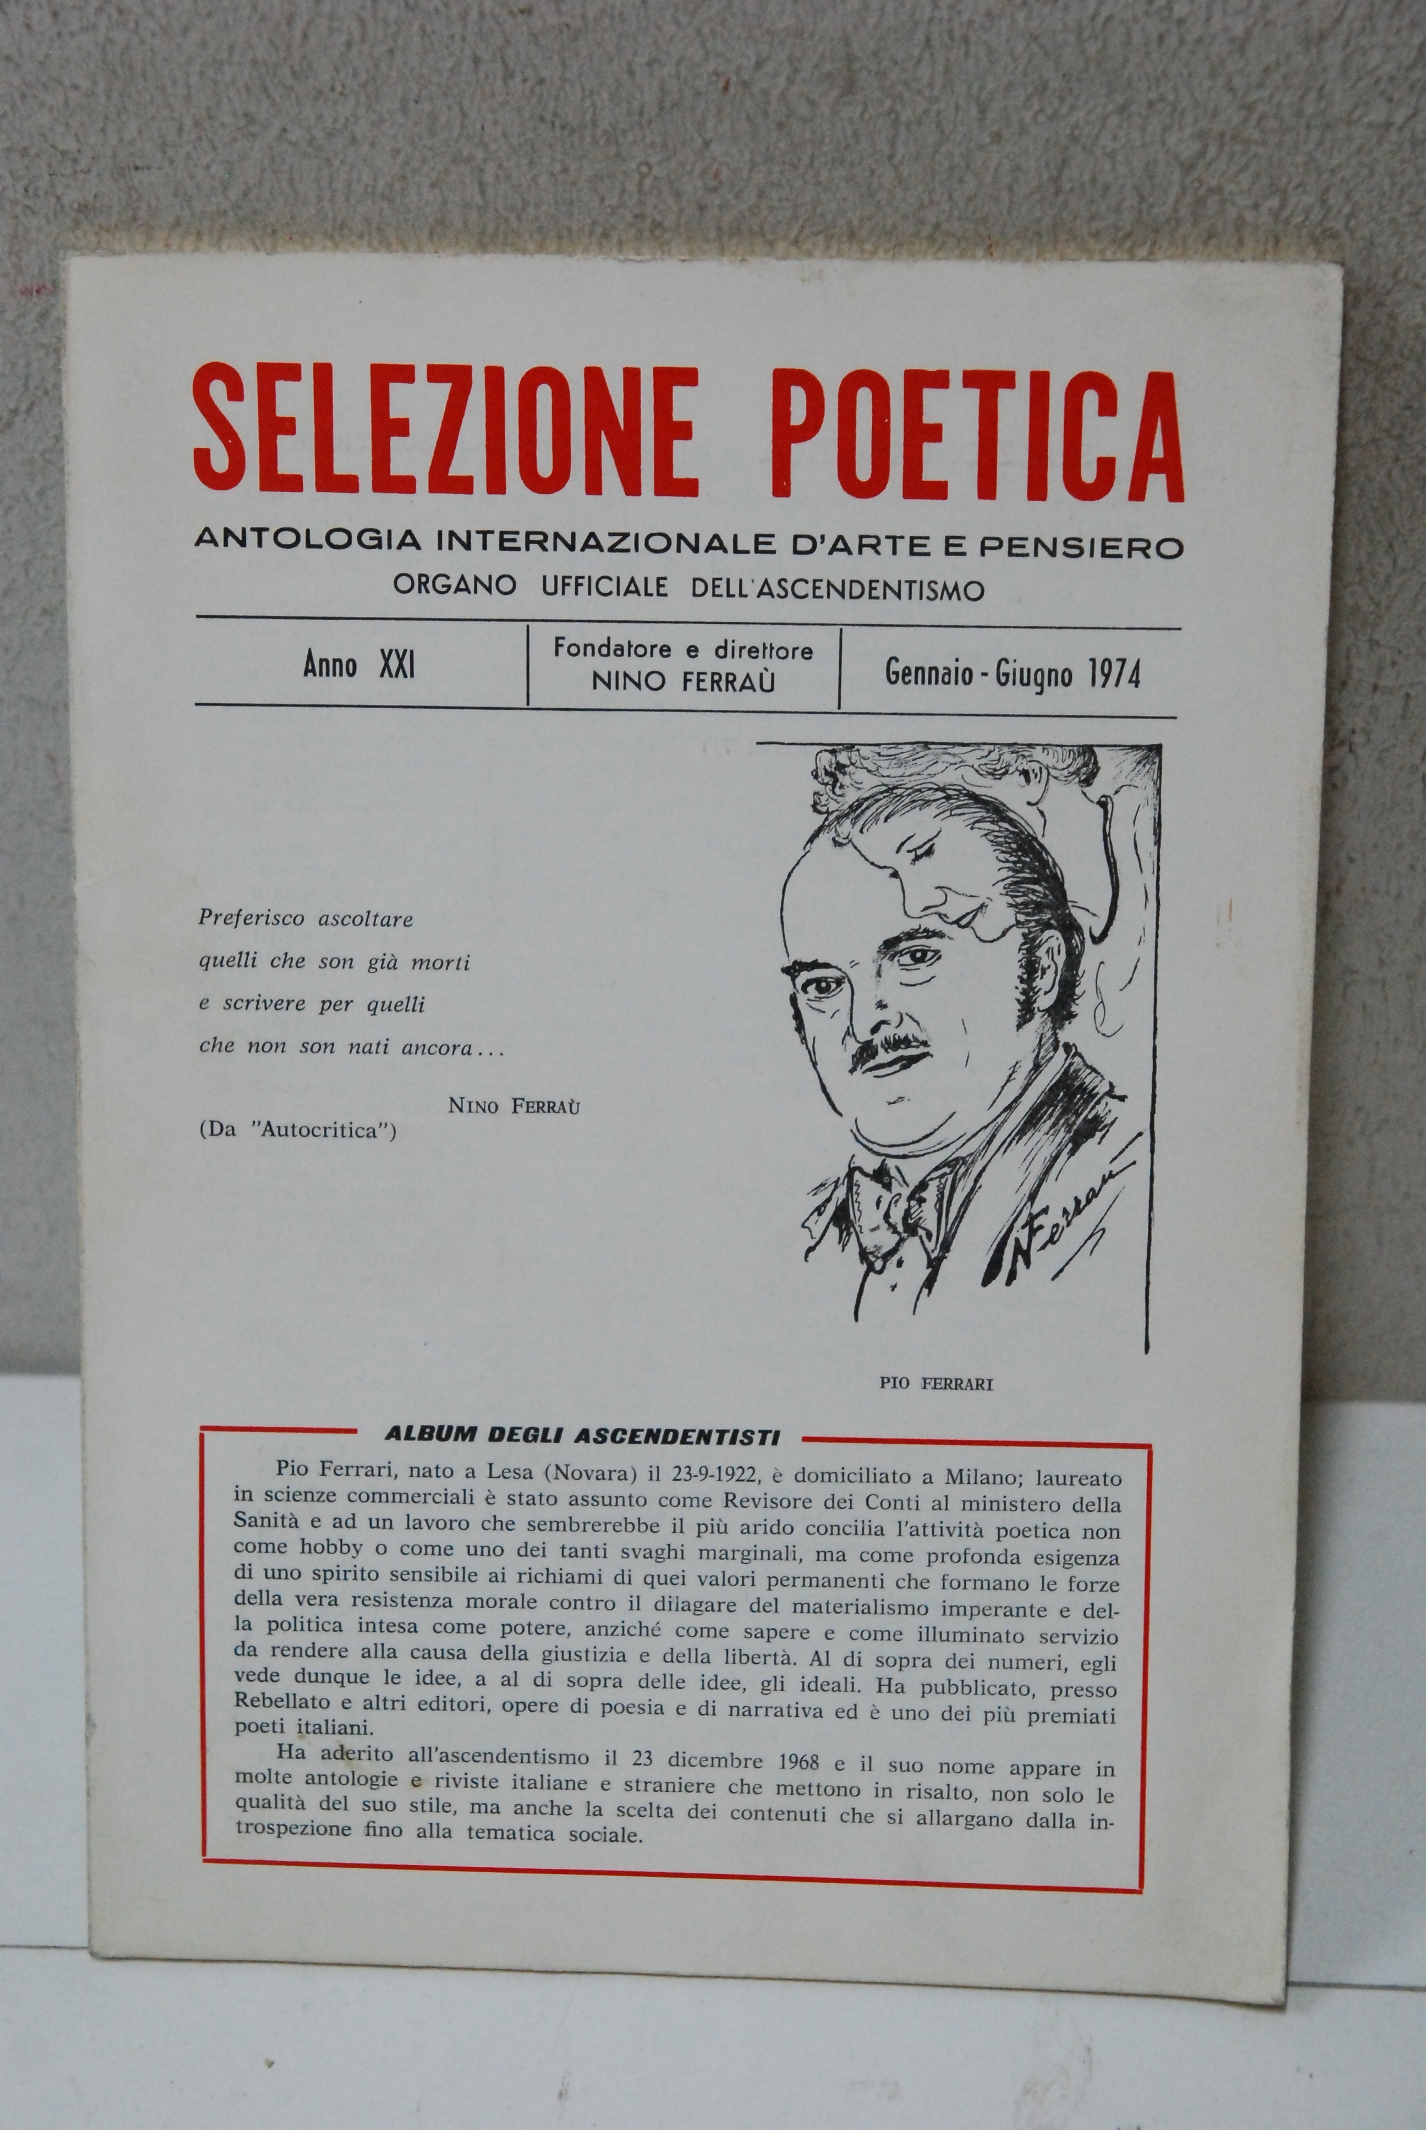 SELEZIONE POETICA
ANTOLOGIA INTERNAZIONALE D'ARTE E PENSIERO
ORGANO UFFICIALE DELL'ASCENDENTISMO
Anno XXI
Fondatore e direttore
NINO FERRAÙ
Gennaio - Giugno 1974
Preferisco ascoltare
quelli che son già morti
e scrivere per quelli
che non son nati ancora...
NINO FERRAÙ
(Da "Autocritica")
N Ferraù
PIO FERRARI
ALBUM DEGLI ASCENDENTISTI
Pio Ferrari, nato a Lesa (Novara) il 23-9-1922, è domiciliato a Milano; laureato
in scienze commerciali è stato assunto come Revisore dei Conti al ministero della
Sanità e ad un lavoro che sembrerebbe il più arido concilia l'attività poetica non
come hobby o come uno dei tanti svaghi marginali, ma come profonda esigenza
di uno spirito sensibile ai richiami di quei valori permanenti che formano le forze
della vera resistenza morale contro il dilagare del materialismo imperante e del-
la politica intesa come potere, anziché come sapere e come illuminato servizio
da rendere alla causa della giustizia e della libertà. Al di sopra dei numeri, egli
vede dunque le idee, a al di sopra delle idee, gli ideali. Ha pubblicato, presso
Rebellato e altri editori, opere di poesia e di narrativa ed è uno dei più premiati
poeti italiani.
Ha aderito all'ascendentismo il 23 dicembre 1968 e il suo nome appare in
molte antologie e riviste italiane e straniere che mettono in risalto, non solo le
qualità del suo stile, ma anche la scelta dei contenuti che si allargano dalla in-
trospezione fino alla tematica sociale.